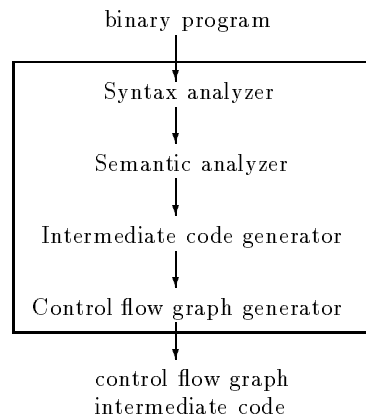 binary program
Syntax analyzer
Semantic analyzer
Intermediate code generator
Control flow graph generator
control flow graph
intermediate code